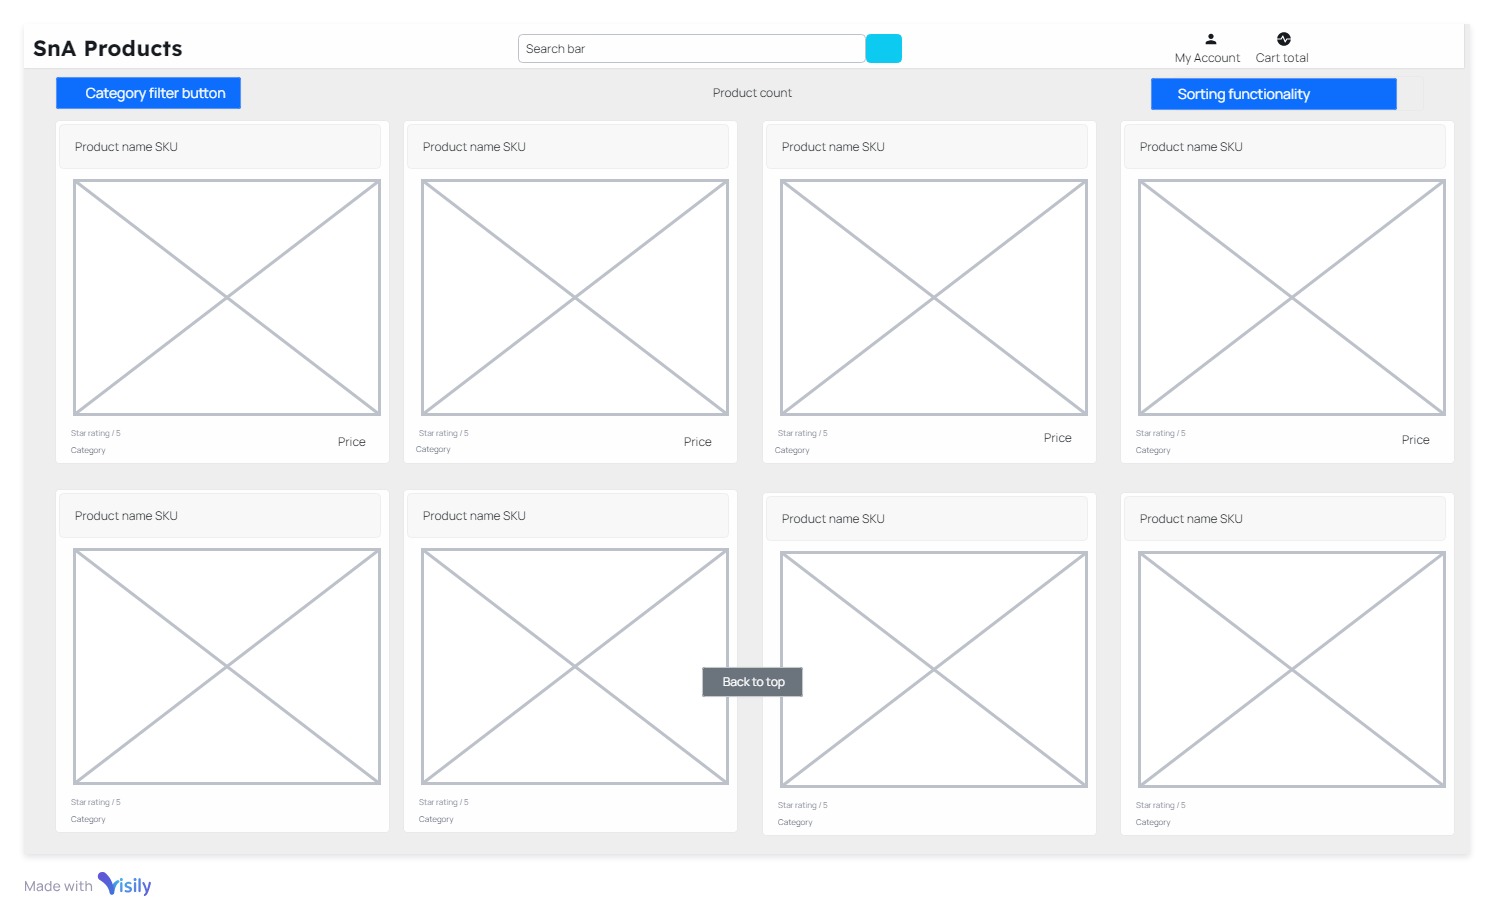 SnA Products
Search bar
My Account
Cart total
Category filter button
Product count
Sorting functionality
Product name SKU
Product name SKU
Product name SKU
Product name SKU
Star rating / 5
Category
Price
Star rating / 5
Category
Price
Star rating / 5
Category
Price
Star rating / 5
Category
Price
Product name SKU
Product name SKU
Product name SKU
Product name SKU
Back to top
Star rating / 5
Category
Star rating / 5
Category
Star rating / 5
Category
Star rating / 5
Category
Made with Visily